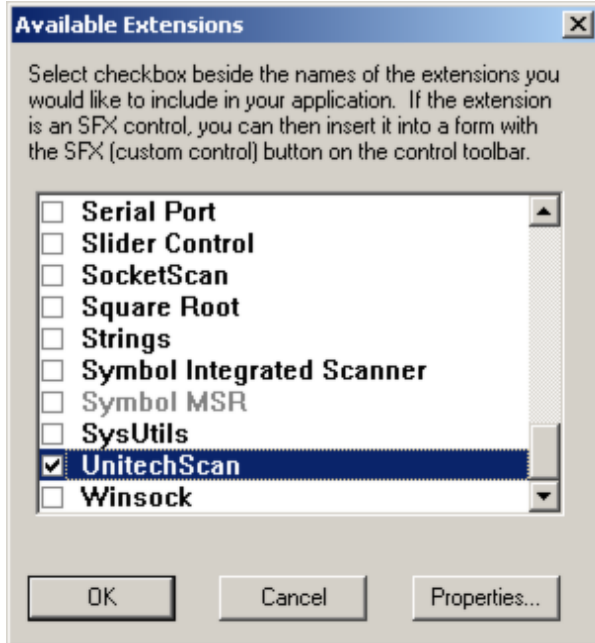 Available Extensions
Select checkbox beside the names of the extensions you
would like to include in your application. If the extension
is an SFX control, you can then insert it into a form with
the SFX (custom control) button on the control toolbar.
Serial Port
Slider Control
SocketScan
Square Root
Strings
Symbol Integrated Scanner
Symbol MSR
SysUtils
UnitechScan
Winsock
OK
Cancel
Properties...